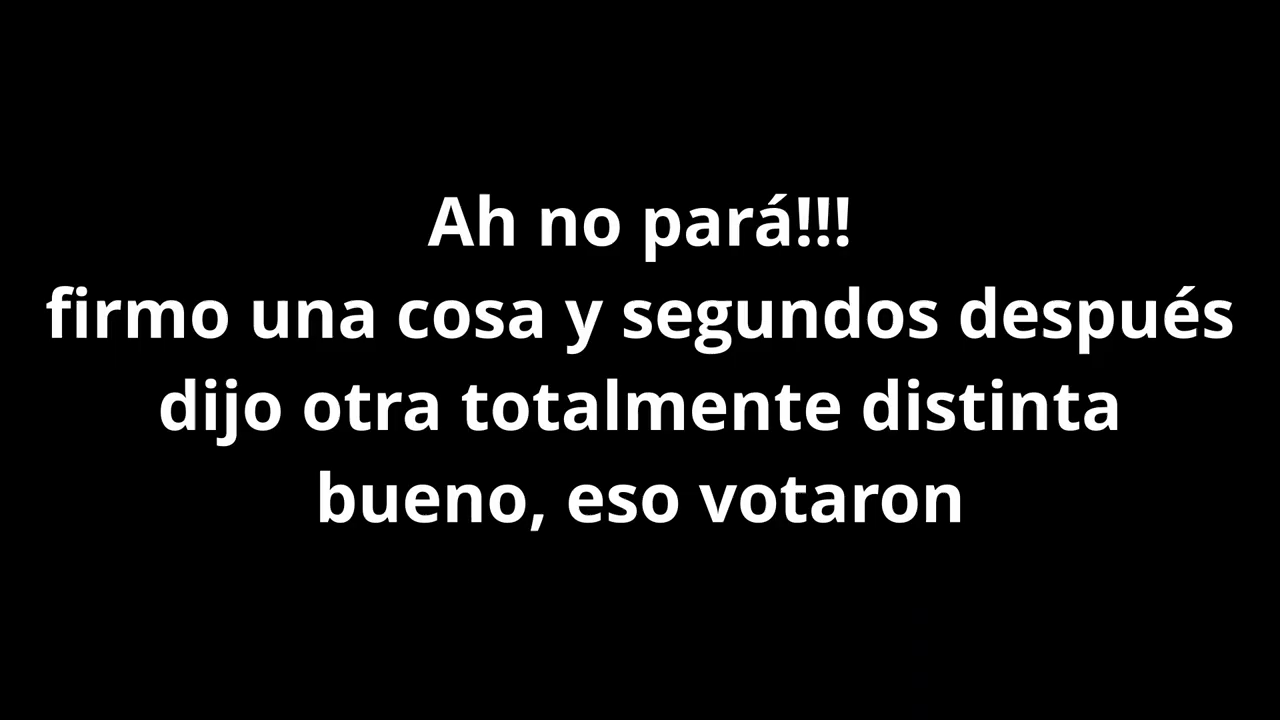 Ah no pará!!!
firmo una cosa y segundos después
dijo otra totalmente distinta
bueno, eso votaron